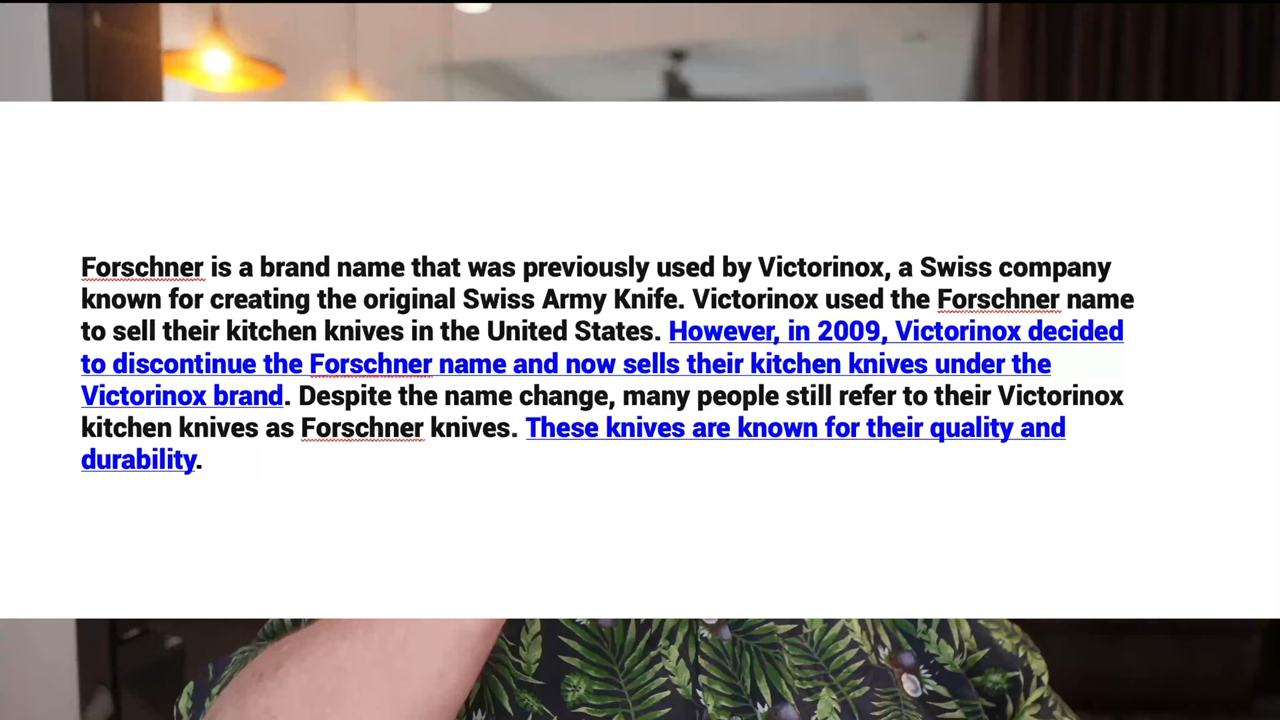 Forschner is a brand name that was previously used by Victorinox, a Swiss company
known for creating the original Swiss Army Knife. Victorinox used the Forschner name
to sell their kitchen knives in the United States. However, in 2009, Victorinox decided
to discontinue the Forschner name and now sells their kitchen knives under the
Victorinox brand. Despite the name change, many people still refer to their Victorinox
kitchen knives as Forschner knives. These knives are known for their quality and
durability.